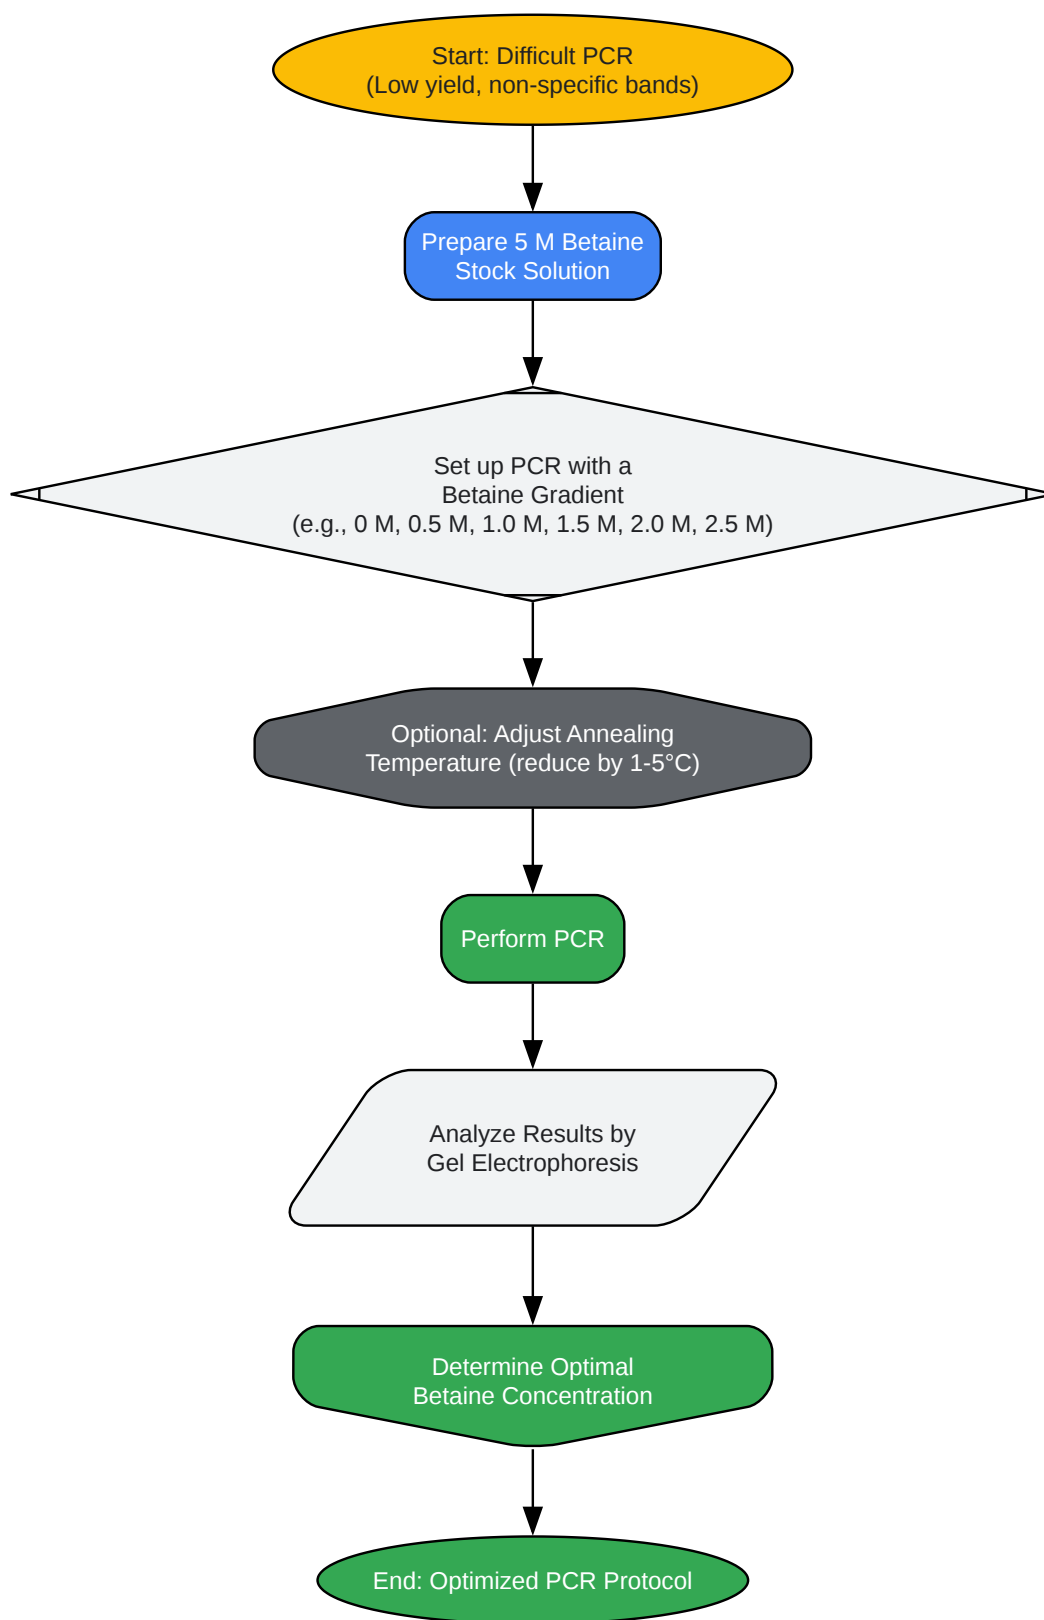 Start: Difficult PCR
(Low yield, non-specific bands)
Prepare 5 M Betaine
Stock Solution
Set up PCR with a
Betaine Gradient
(e.g., 0 M, 0.5 M, 1.0 M, 1.5 M, 2.0 M, 2.5 M)
Optional: Adjust Annealing
Temperature (reduce by 1-5°C)
Perform PCR
Analyze Results by
Gel Electrophoresis
Determine Optimal
Betaine Concentration
End: Optimized PCR Protocol